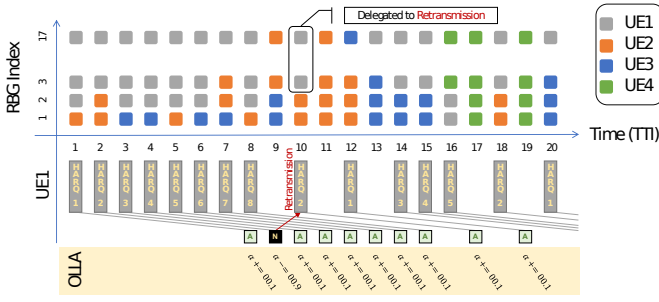 Delegated to Retransmission
UE1
UE2
UE3
UE4
RBG Index
17
3
2
1
Time (TTI)
1 2 3 4 5 6 7 8 9 10 11 12 13 14 15 16 17 18 19 20
UE1
HARQ 1
HARQ 2
HARQ 3
HARQ 4
HARQ 5
HARQ 6
HARQ 7
HARQ 8
Retransmission
HARQ 2
HARQ 1
HARQ 3
HARQ 4
HARQ 5
HARQ 2
HARQ 1
A N A A A A A A A A
OLLA
α += 00.1
α −= 00.9
α += 00.1
α += 00.1
α += 00.1
α += 00.1
α += 00.1
α += 00.1
α += 00.1
α += 00.1